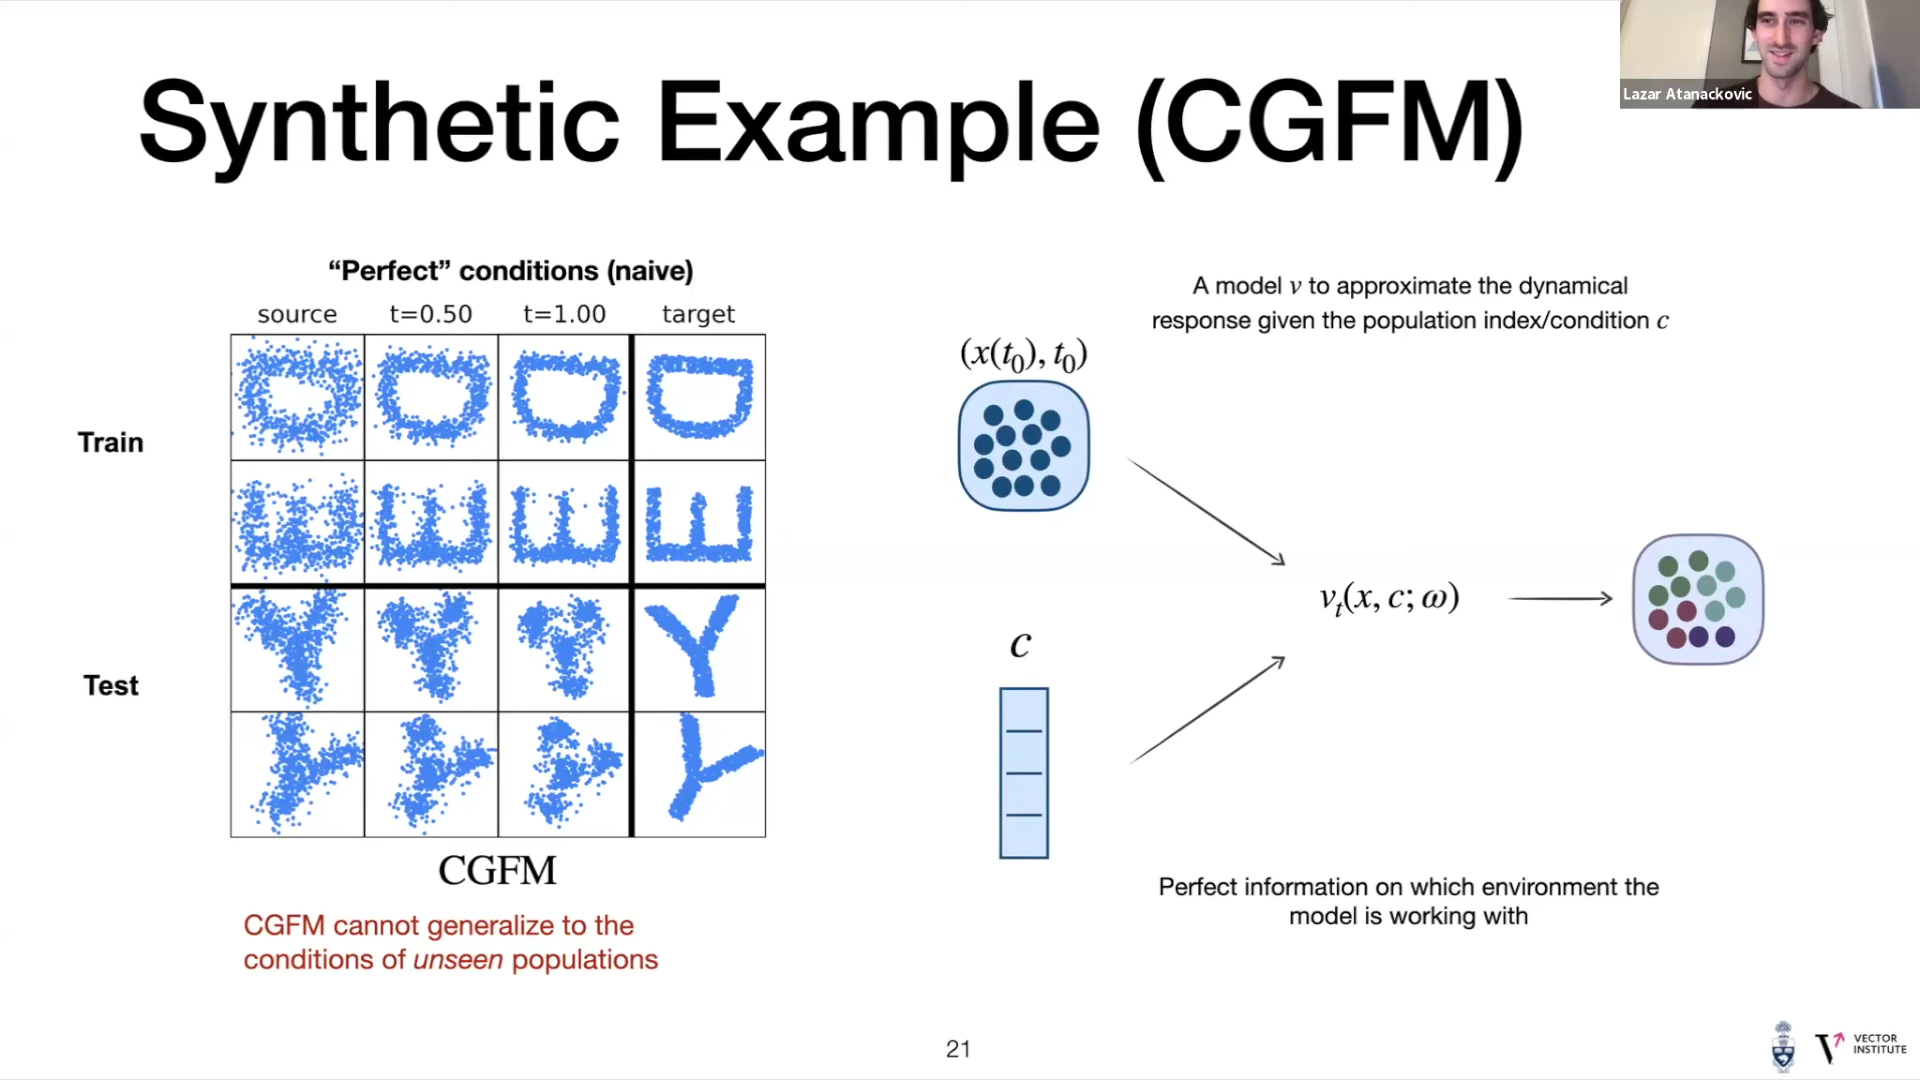 Lazar Atanackovic
Synthetic Example (CGFM)
“Perfect” conditions (naive)
source t=0.50 t=1.00 target
Train
Test
CGFM
CGFM cannot generalize to the
conditions of unseen populations
A model v to approximate the dynamical
response given the population index/condition c
(x(t₀), t₀)
c
vₜ(x, c; ω)
Perfect information on which environment the
model is working with
21
VECTOR
INSTITUTE